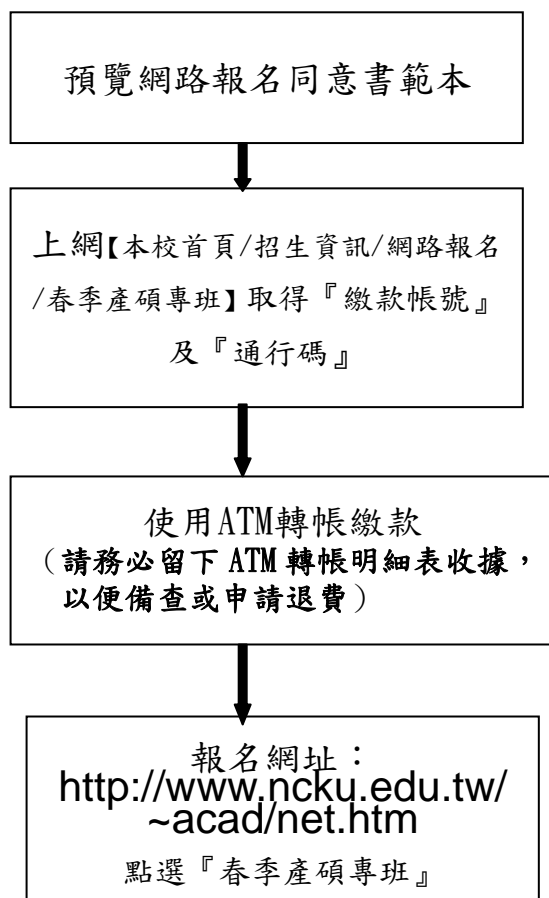 預覽網路報名同意書範本
上網【本校首頁/招生資訊/網路報名
/春季產碩專班】取得『繳款帳號』
及『通行碼』
使用ATM轉帳繳款
（請務必留下 ATM 轉帳明細表收據，
以便備查或申請退費）
報名網址：
http://www.ncku.edu.tw/
~acad/net.htm
點選『春季產碩專班』